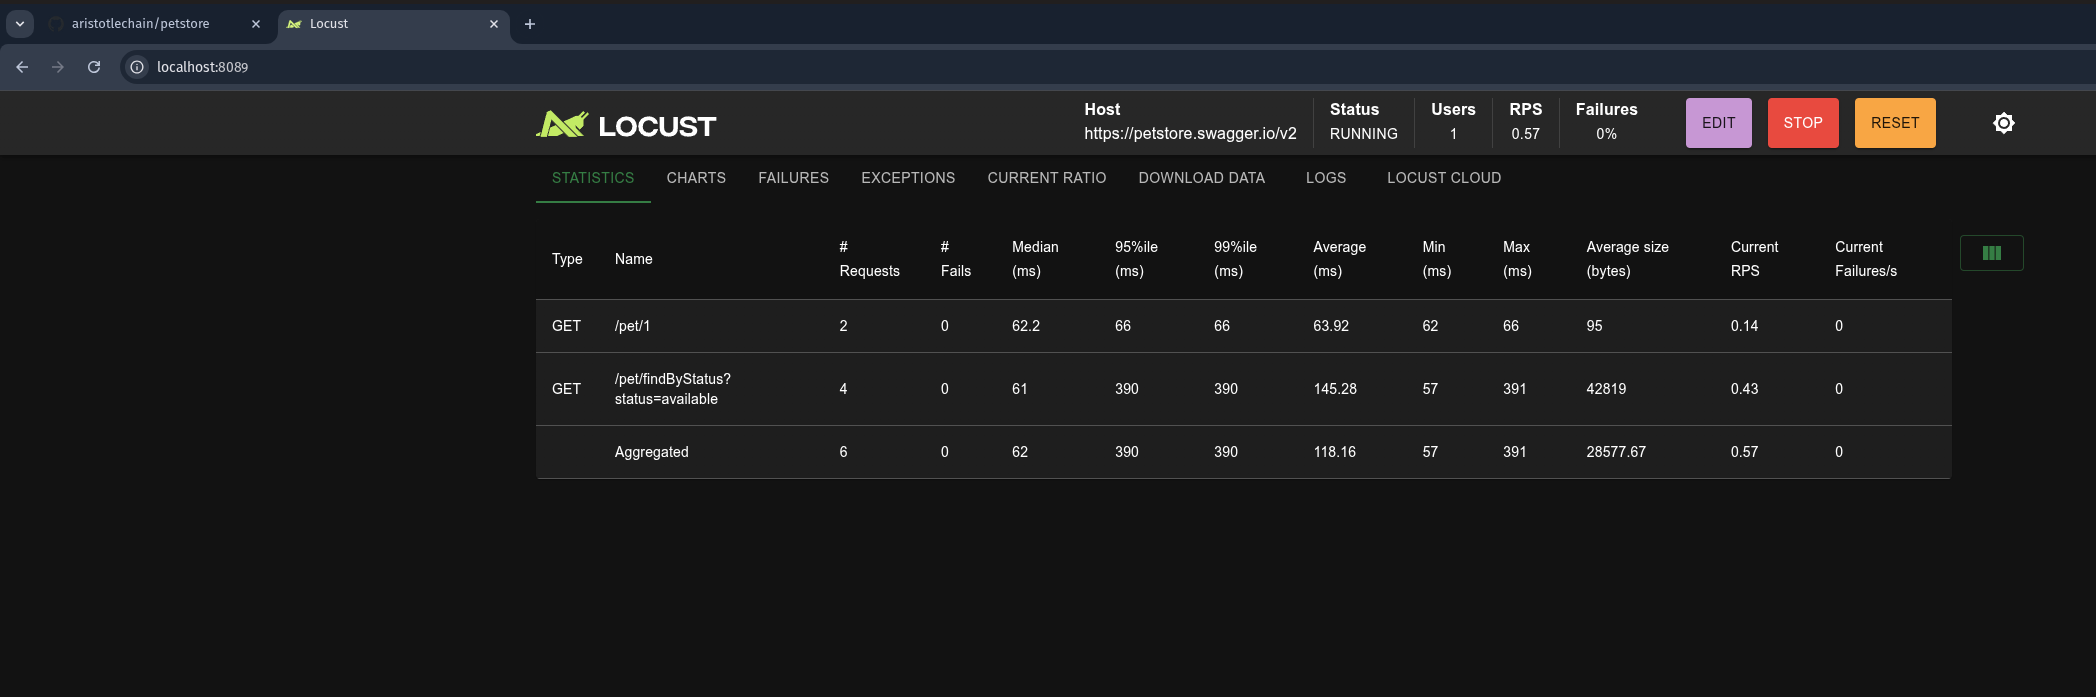 aristotlechain/petstore
Locust
localhost:8089
LOCUST
Host
https://petstore.swagger.io/v2
Status
RUNNING
Users
1
RPS
0.57
Failures
0%
EDIT
STOP
RESET
STATISTICS CHARTS FAILURES EXCEPTIONS CURRENT RATIO DOWNLOAD DATA LOGS LOCUST CLOUD
Type Name # Requests # Fails Median (ms) 95%ile (ms) 99%ile (ms) Average (ms) Min (ms) Max (ms) Average size (bytes) Current RPS Current Failures/s
GET /pet/1 2 0 62.2 66 66 63.92 62 66 95 0.14 0
GET /pet/findByStatus?status=available 4 0 61 390 390 145.28 57 391 42819 0.43 0
Aggregated 6 0 62 390 390 118.16 57 391 28577.67 0.57 0